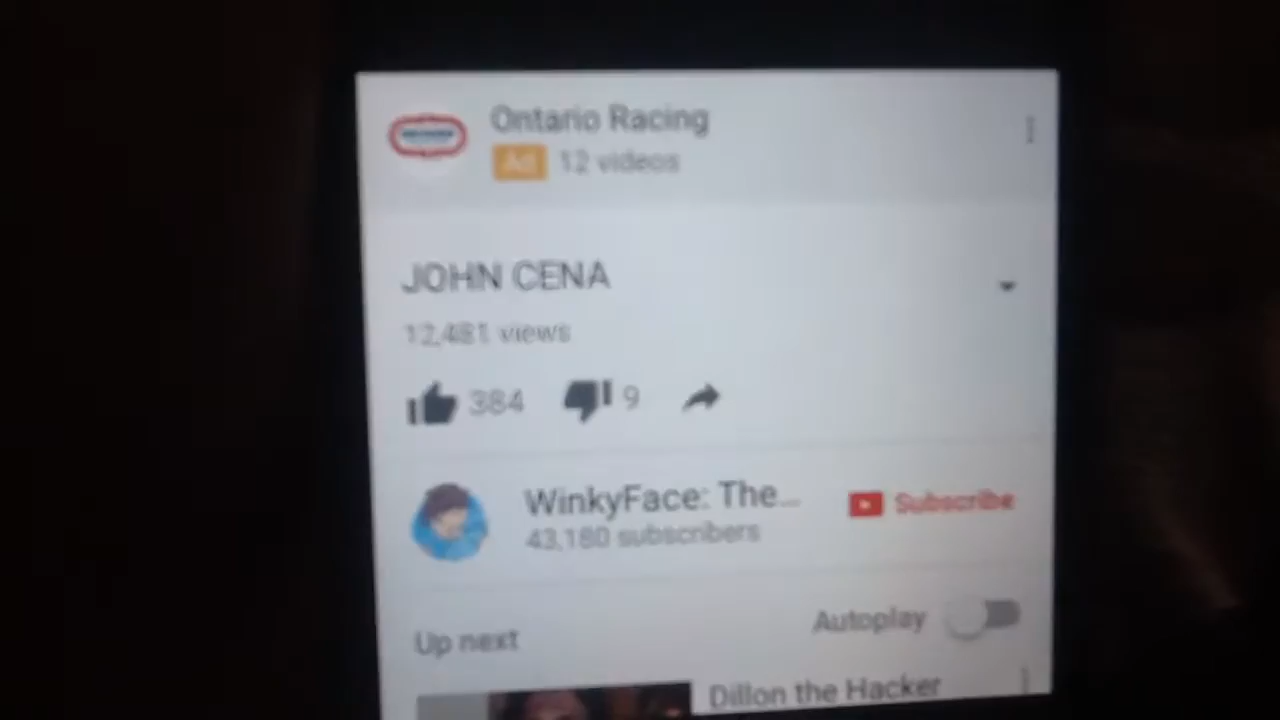 Ontario Racing
Ad 12 videos
JOHN CENA
12,481 views
384 9
WinkyFace: The...
43,180 subscribers
Subscribe
Autoplay
Up next
Dillon the Hacker